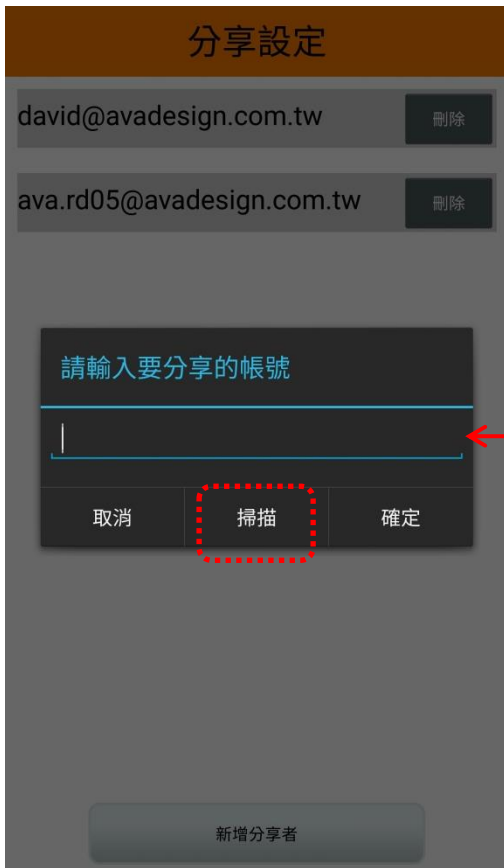 分享設定
david@avadesign.com.tw 刪除
ava.rd05@avadesign.com.tw 刪除
請輸入要分享的帳號
取消 掃描 確定
新增分享者